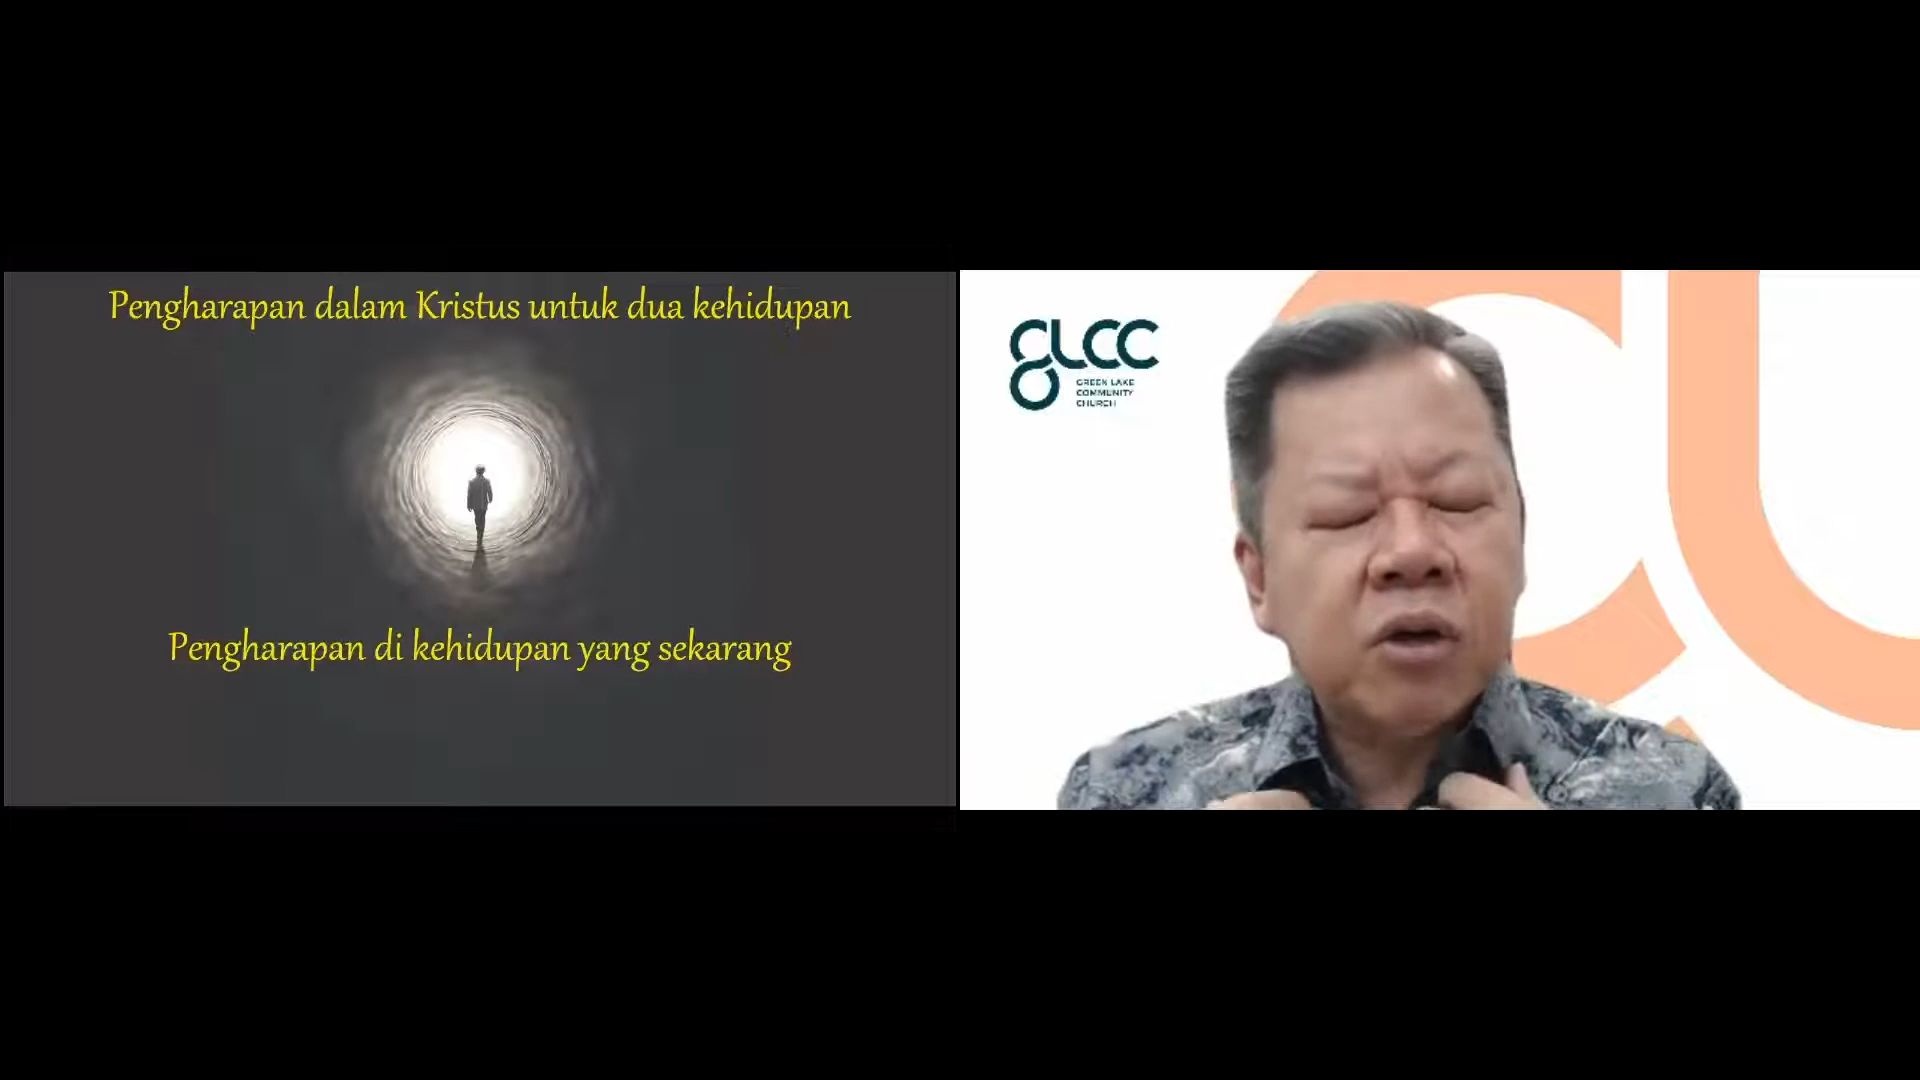 Pengharapan dalam Kristus untuk dua kehidupan
Pengharapan di kehidupan yang sekarang
GLCC
GREEN LAKE
COMMUNITY
CHURCH